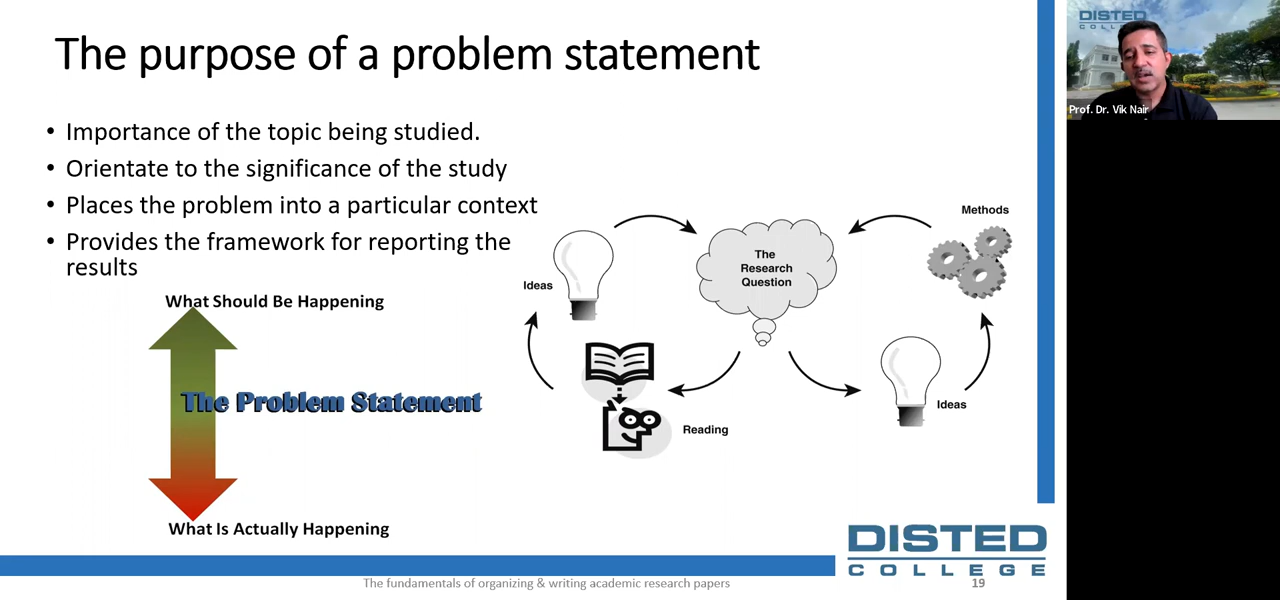 The purpose of a problem statement
DISTED
COLLEGE
Prof. Dr. Vik Nair
• Importance of the topic being studied.
• Orientate to the significance of the study
• Places the problem into a particular context
• Provides the framework for reporting the
results
What Should Be Happening
The Problem Statement
What Is Actually Happening
Ideas
The
Research
Question
Methods
Reading
Ideas
DISTED
COLLEGE
The fundamentals of organizing & writing academic research papers
19